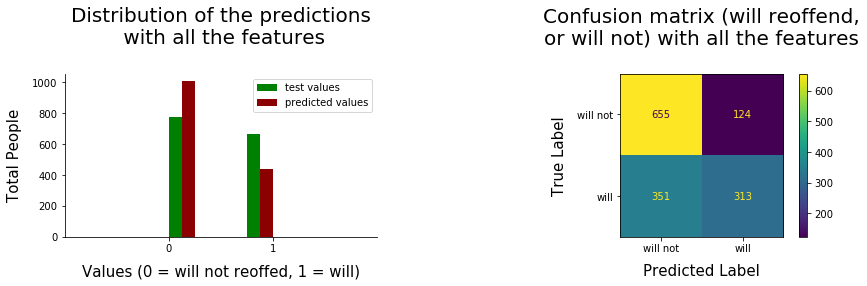 Distribution of the predictions
with all the features
1000
800
600
400
200
0
Total People
test values
predicted values
0 1
Values (0 = will not reoffed, 1 = will)
Confusion matrix (will reoffend,
or will not) with all the features
True Label
will not
will
655 124
351 313
will not will
Predicted Label
600
500
400
300
200